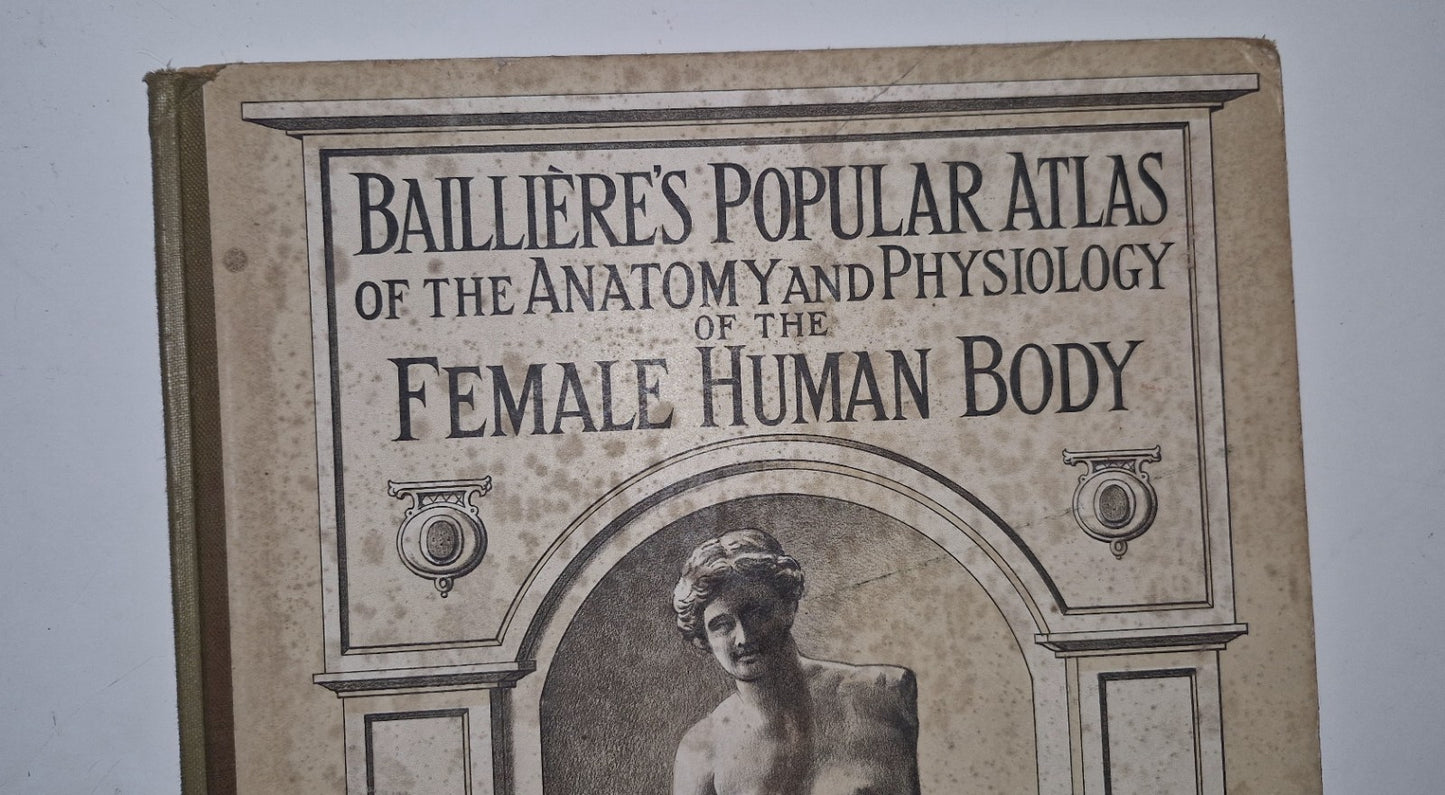 BAILLIÈRE'S POPULAR ATLAS
OF THE ANATOMY AND PHYSIOLOGY
OF THE
FEMALE HUMAN BODY